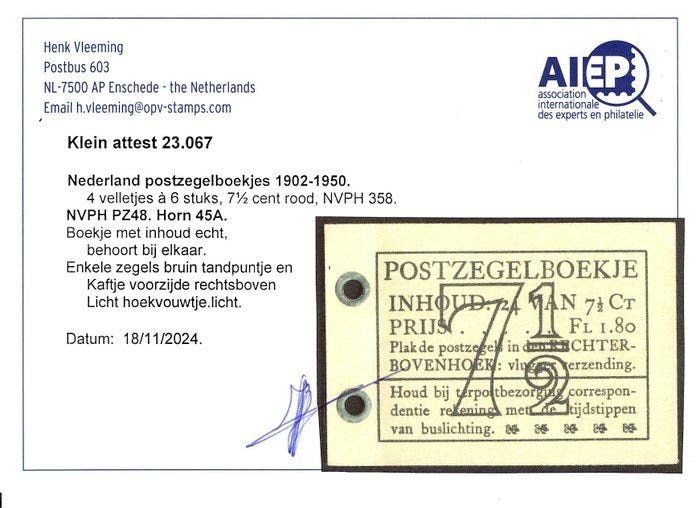 Henk Vleeming
Postbus 603
NL-7500 AP Enschede - the Netherlands
Email h.vleeming@opv-stamps.com
AIEP
association
internationale
des experts en philatelie
Klein attest 23.067
Nederland postzegelboekjes 1902-1950.
4 velletjes à 6 stuks, 7½ cent rood, NVPH 358.
NVPH PZ48. Horn 45A.
Boekje met inhoud echt,
behoort bij elkaar.
Enkele zegels bruin tandpuntje en
Kaftje voorzijde rechtsboven
Licht hoekvouwtje.licht.
Datum: 18/11/2024.
POSTZEGELBOEKJE
INHOUD: 24 VAN 7½ CT
PRIJS . . . . . FL 1.80
Plak de postzegels in den RECHTER-
BOVENHOEK: vlugger verzending.
7½
Houd bij terpostbezorging correspon-
dentie rekening met de tijdstippen
van buslichting.